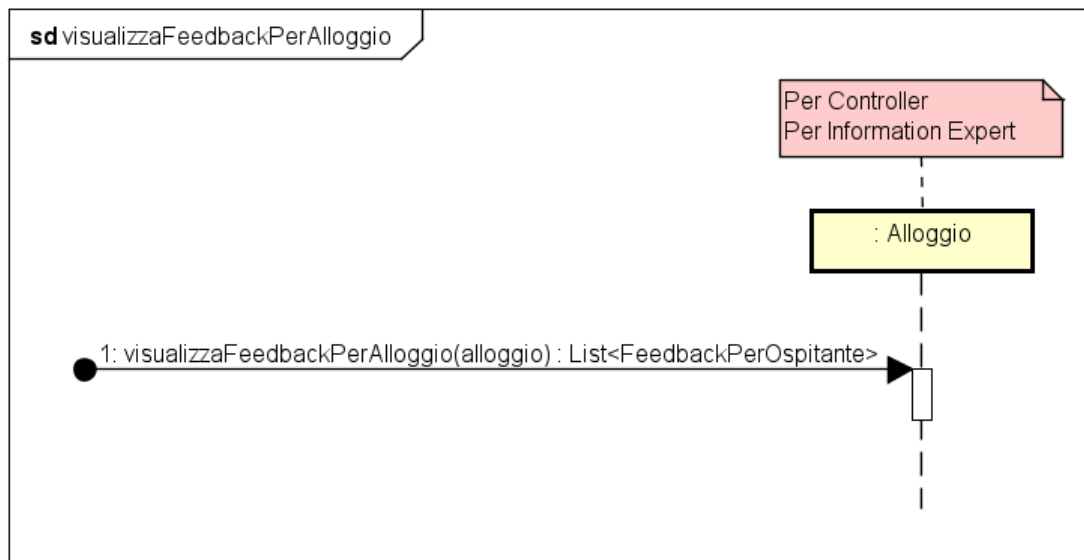 sd visualizzaFeedbackPerAlloggio
Per Controller
Per Information Expert
: Alloggio
1: visualizzaFeedbackPerAlloggio(alloggio) : List<FeedbackPerOspitante>